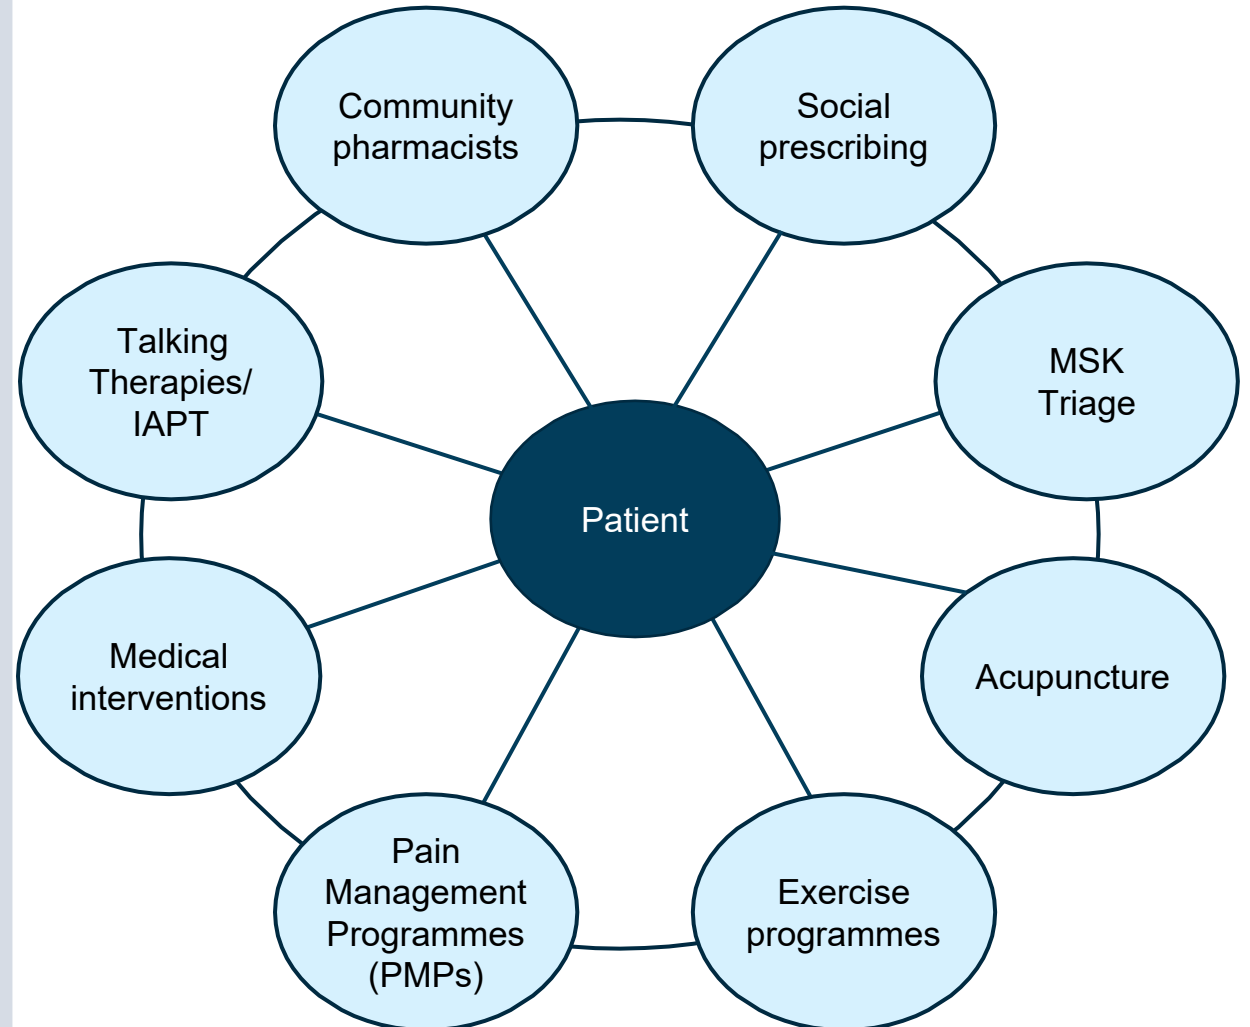 Community
pharmacists
Social
prescribing
Talking
Therapies/
IAPT
MSK
Triage
Patient
Medical
interventions
Acupuncture
Pain
Management
Programmes
(PMPs)
Exercise
programmes